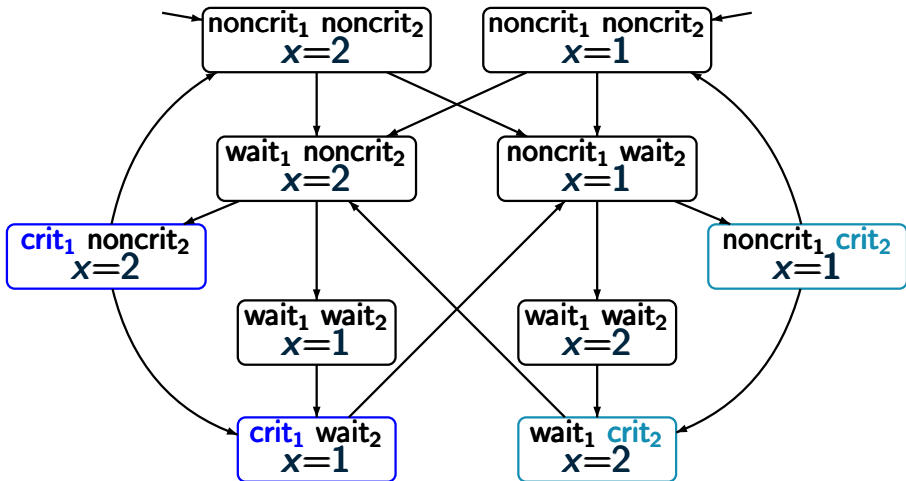 noncrit₁ noncrit₂
x=2
noncrit₁ noncrit₂
x=1
wait₁ noncrit₂
x=2
noncrit₁ wait₂
x=1
crit₁ noncrit₂
x=2
noncrit₁ crit₂
x=1
wait₁ wait₂
x=1
wait₁ wait₂
x=2
crit₁ wait₂
x=1
wait₁ crit₂
x=2